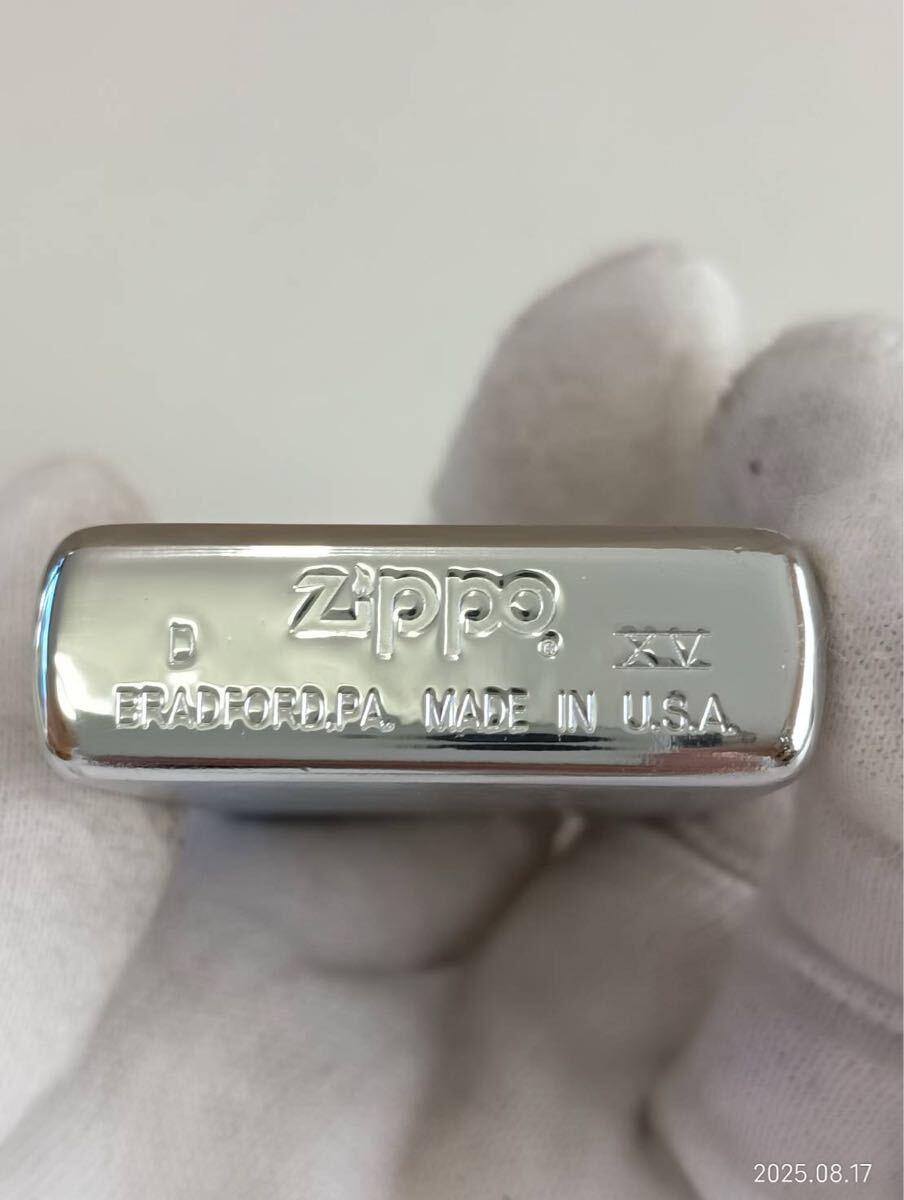 Zippo®
D XV
BRADFORD,PA. MADE IN U.S.A.
2025.08.17